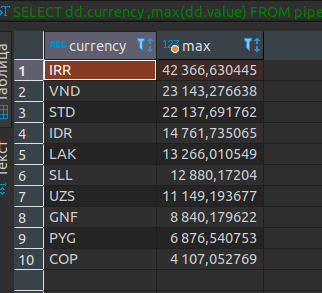 SELECT dd.currency,max(dd.value) FROM pipe
Таблица
Текст
ABC currency 123 max
1 IRR 42 366,630445
2 VND 23 143,276638
3 STD 22 137,691762
4 IDR 14 761,735065
5 LAK 13 266,010549
6 SLL 12 880,17204
7 UZS 11 149,193677
8 GNF 8 840,179622
9 PYG 6 876,540753
10 COP 4 107,052769